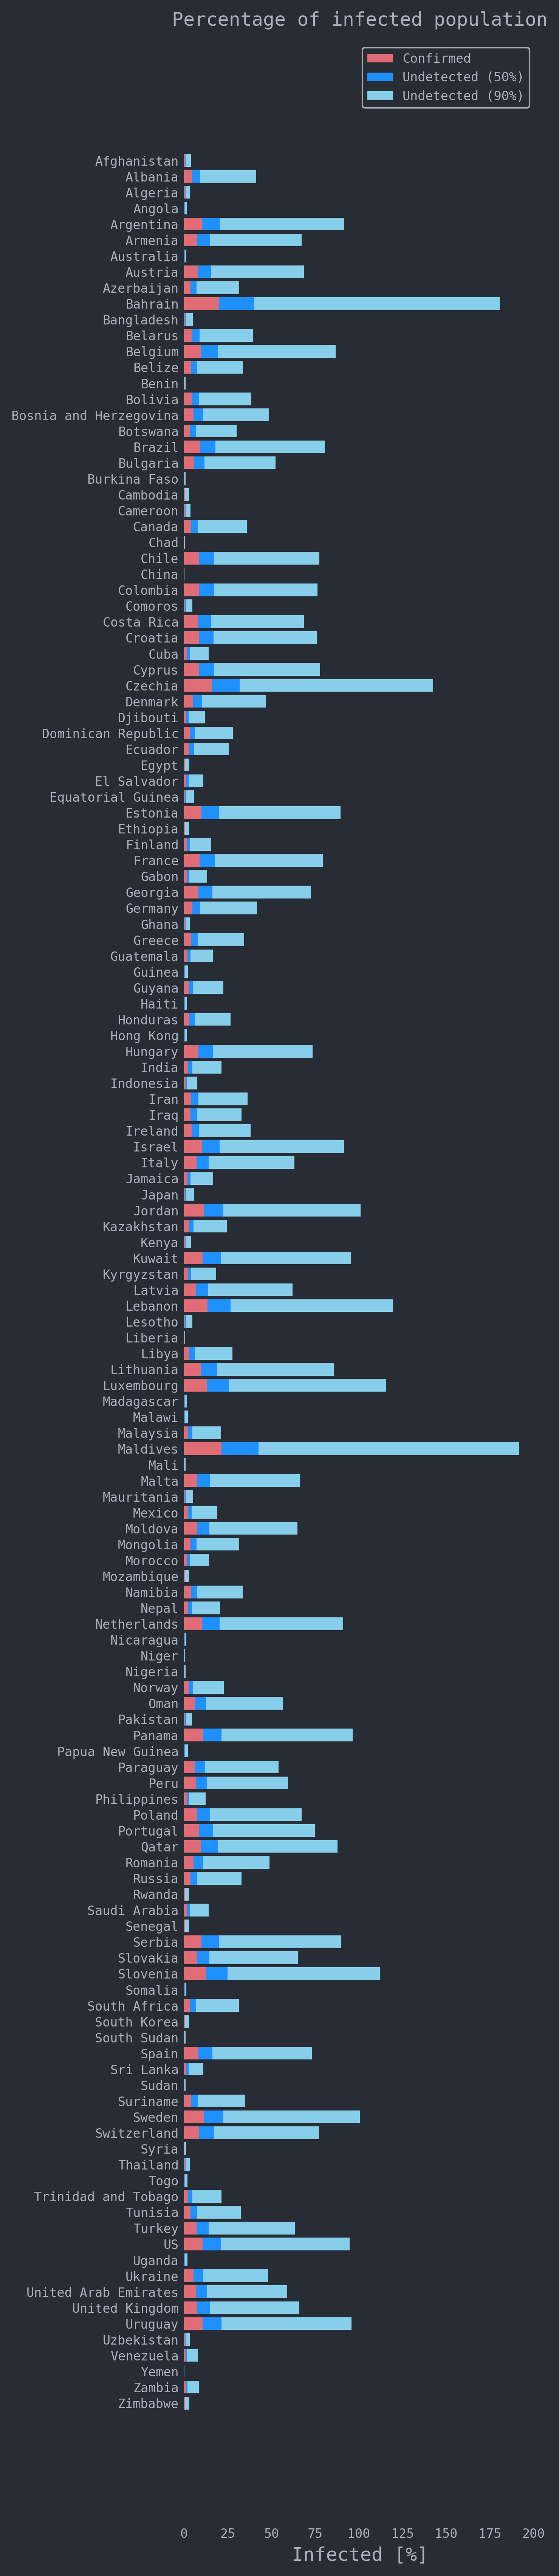 Percentage of infected population
Confirmed
Undetected (50%)
Undetected (90%)
Afghanistan
Albania
Algeria
Angola
Argentina
Armenia
Australia
Austria
Azerbaijan
Bahrain
Bangladesh
Belarus
Belgium
Belize
Benin
Bolivia
Bosnia and Herzegovina
Botswana
Brazil
Bulgaria
Burkina Faso
Cambodia
Cameroon
Canada
Chad
Chile
China
Colombia
Comoros
Costa Rica
Croatia
Cuba
Cyprus
Czechia
Denmark
Djibouti
Dominican Republic
Ecuador
Egypt
El Salvador
Equatorial Guinea
Estonia
Ethiopia
Finland
France
Gabon
Georgia
Germany
Ghana
Greece
Guatemala
Guinea
Guyana
Haiti
Honduras
Hong Kong
Hungary
India
Indonesia
Iran
Iraq
Ireland
Israel
Italy
Jamaica
Japan
Jordan
Kazakhstan
Kenya
Kuwait
Kyrgyzstan
Latvia
Lebanon
Lesotho
Liberia
Libya
Lithuania
Luxembourg
Madagascar
Malawi
Malaysia
Maldives
Mali
Malta
Mauritania
Mexico
Moldova
Mongolia
Morocco
Mozambique
Namibia
Nepal
Netherlands
Nicaragua
Niger
Nigeria
Norway
Oman
Pakistan
Panama
Papua New Guinea
Paraguay
Peru
Philippines
Poland
Portugal
Qatar
Romania
Russia
Rwanda
Saudi Arabia
Senegal
Serbia
Slovakia
Slovenia
Somalia
South Africa
South Korea
South Sudan
Spain
Sri Lanka
Sudan
Suriname
Sweden
Switzerland
Syria
Thailand
Togo
Trinidad and Tobago
Tunisia
Turkey
US
Uganda
Ukraine
United Arab Emirates
United Kingdom
Uruguay
Uzbekistan
Venezuela
Yemen
Zambia
Zimbabwe
0 25 50 75 100 125 150 175 200
Infected [%]